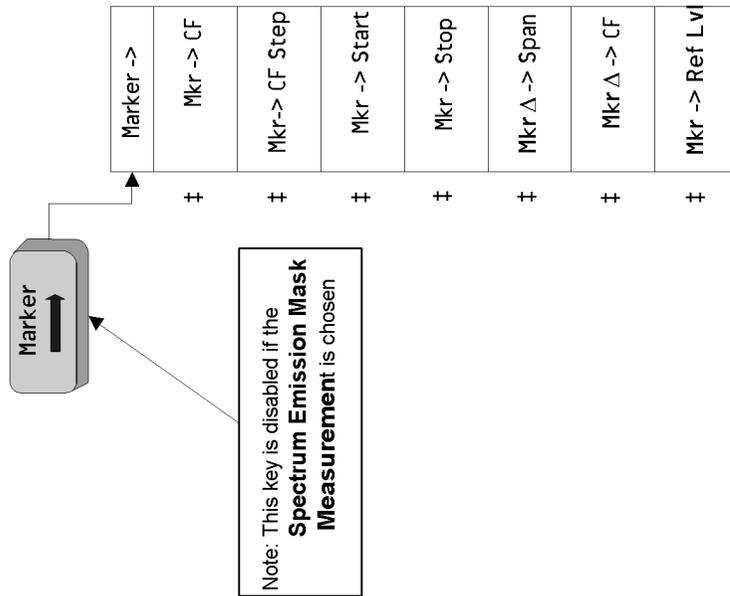 Marker
Marker ->
‡ Mkr -> CF
‡ Mkr-> CF Step
‡ Mkr -> Start
‡ Mkr -> Stop
‡ Mkr Δ -> Span
‡ Mkr Δ -> CF
‡ Mkr -> Ref Lvl
Note: This key is disabled if the
Spectrum Emission Mask
Measurement is chosen